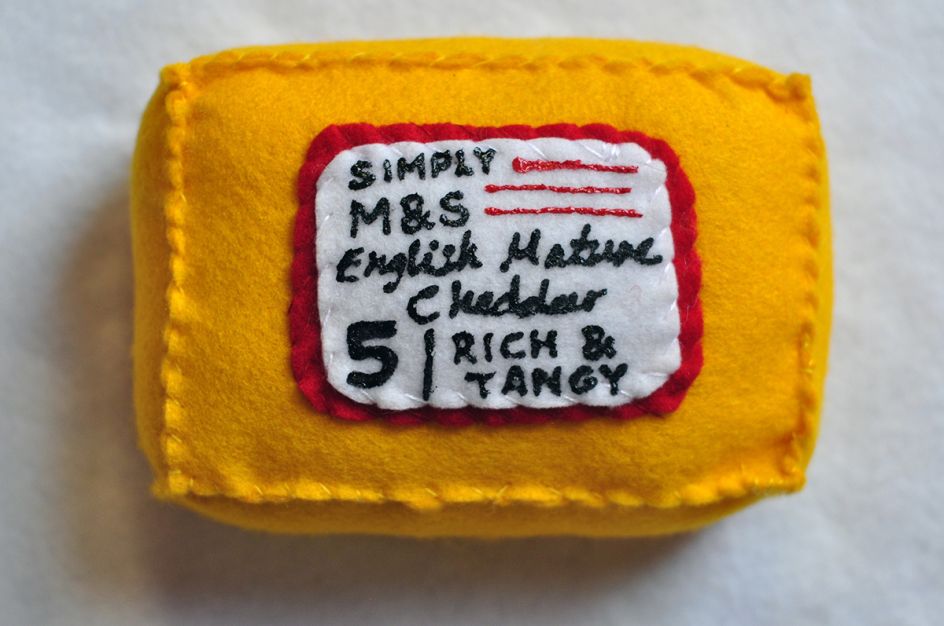 SIMPLY
M&S
English Mature
Cheddar
5 | RICH &
TANGY